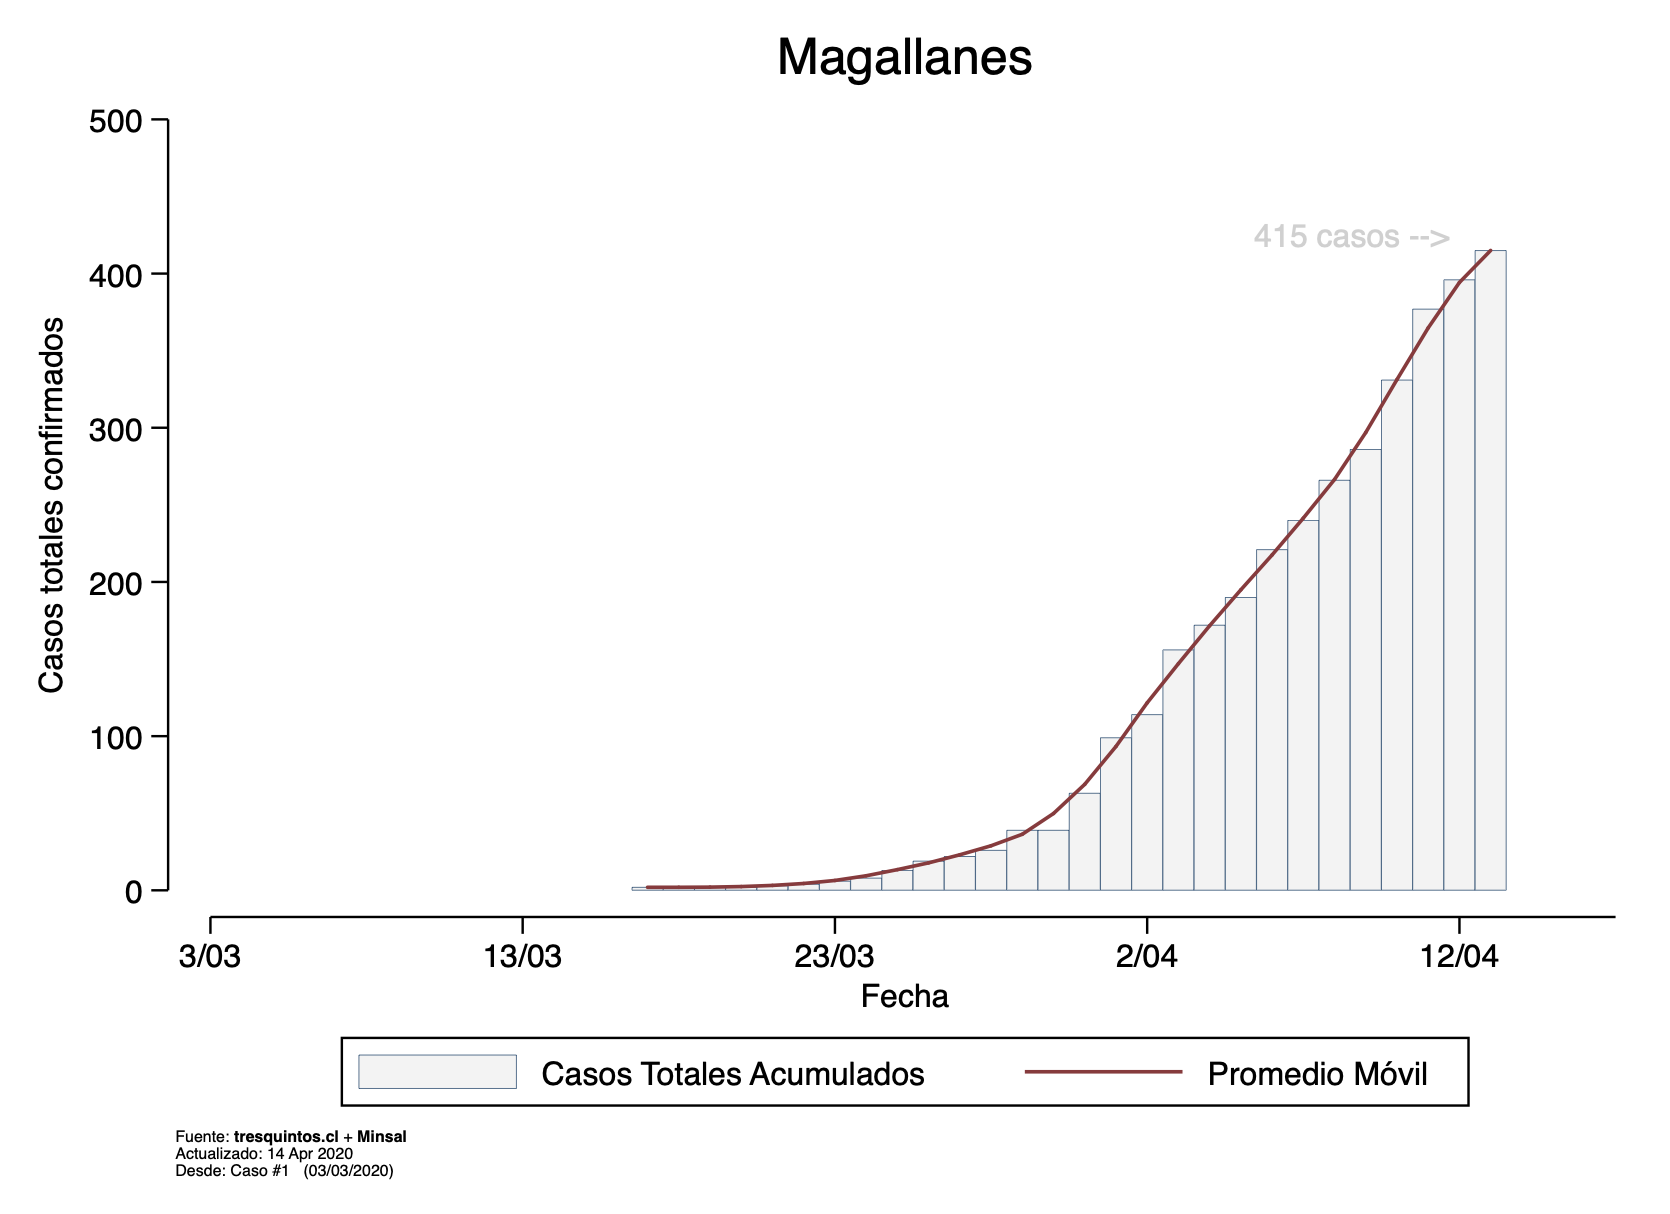 Magallanes
500
400
300
200
100
0
Casos totales confirmados
415 casos -->
3/03
13/03
23/03
2/04
12/04
Fecha
Casos Totales Acumulados
Promedio Móvil
Fuente: tresquintos.cl + Minsal
Actualizado: 14 Apr 2020
Desde: Caso #1 (03/03/2020)